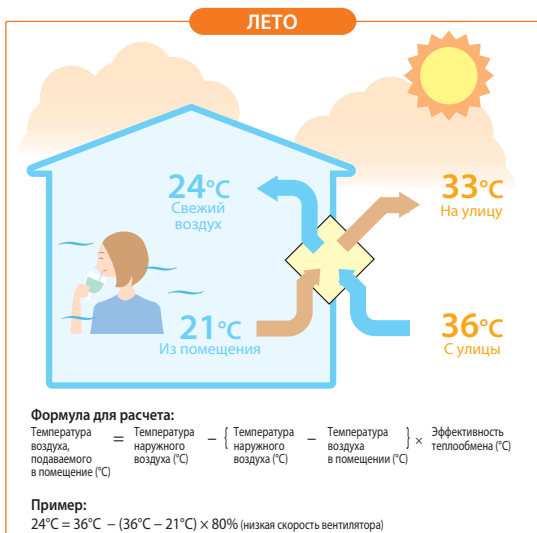 ЛЕТО
24°C
Свежий
воздух
33°C
На улицу
21°C
Из помещения
36°C
С улицы
Формула для расчета:
Температура воздуха, подаваемого в помещение (°C) = Температура наружного воздуха (°C) − { Температура наружного воздуха (°C) − Температура воздуха в помещении (°C) } × Эффективность теплообмена (°C)
Пример:
24°C = 36°C − (36°C − 21°C) × 80% (низкая скорость вентилятора)